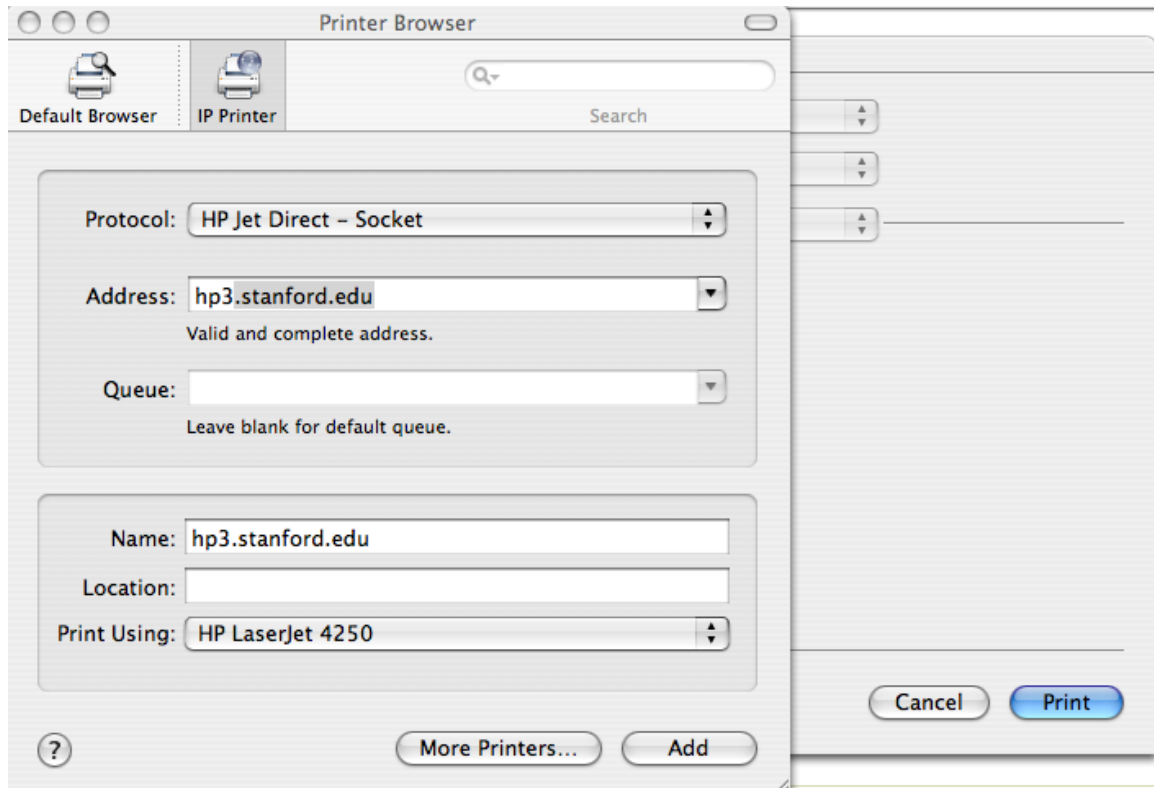 Printer Browser
Default Browser
IP Printer
Search
Protocol: HP Jet Direct – Socket
Address: hp3.stanford.edu
Valid and complete address.
Queue:
Leave blank for default queue.
Name: hp3.stanford.edu
Location:
Print Using: HP LaserJet 4250
Cancel Print
? More Printers... Add